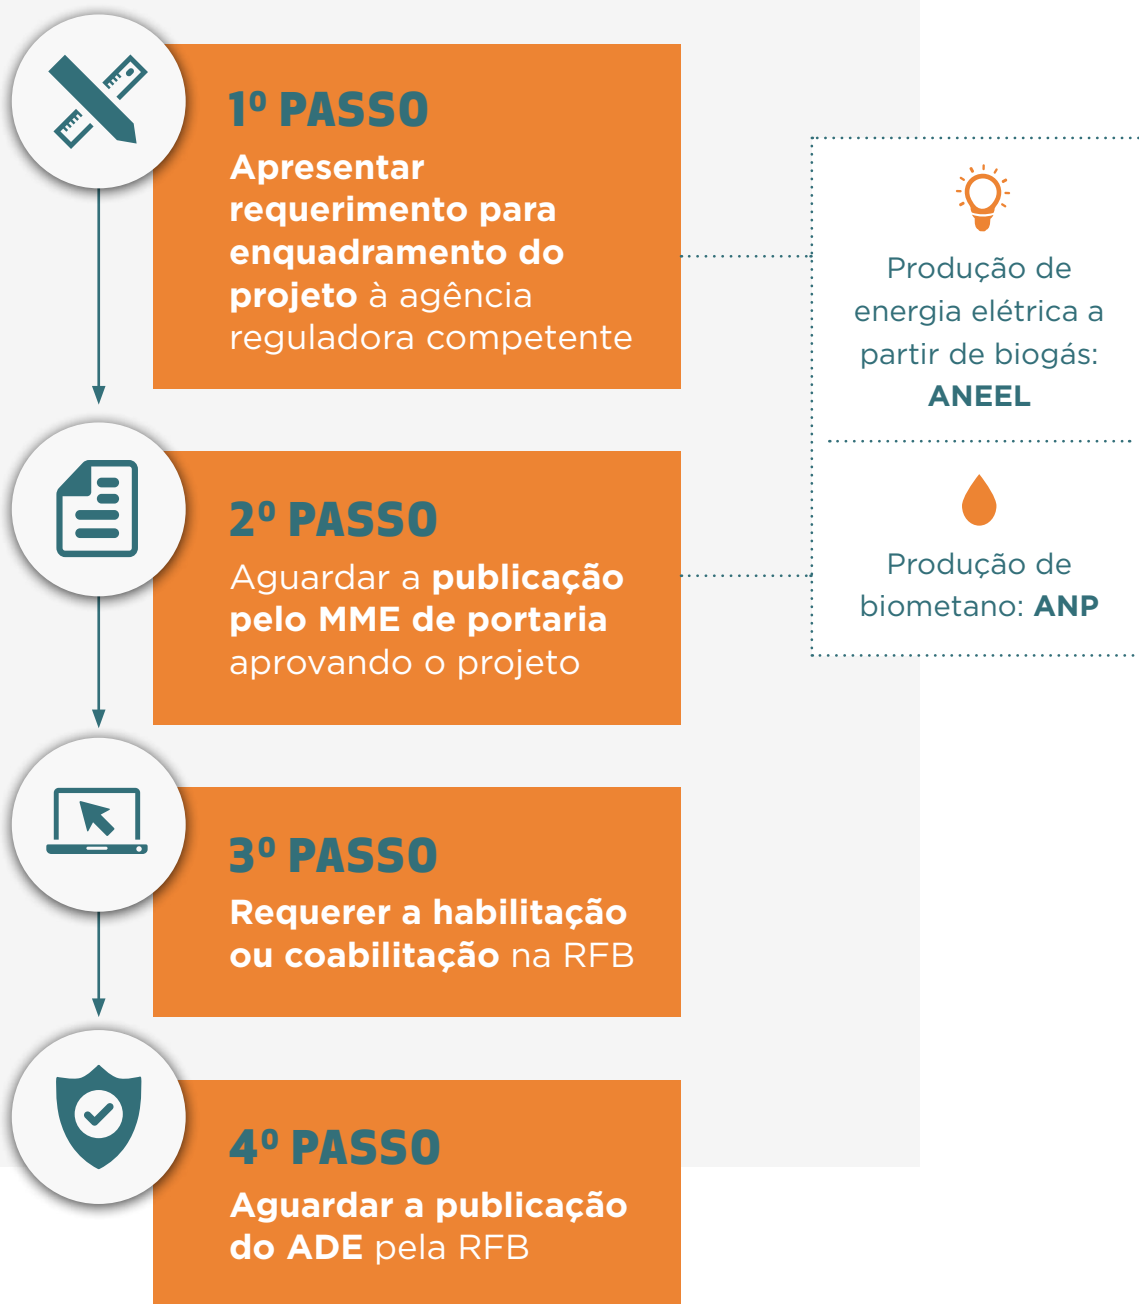 1º PASSO
Apresentar
requerimento para
enquadramento do
projeto à agência
reguladora competente
Produção de
energia elétrica a
partir de biogás:
ANEEL
Produção de
biometano: ANP
2º PASSO
Aguardar a publicação
pelo MME de portaria
aprovando o projeto
3º PASSO
Requerer a habilitação
ou coabilitação na RFB
4º PASSO
Aguardar a publicação
do ADE pela RFB